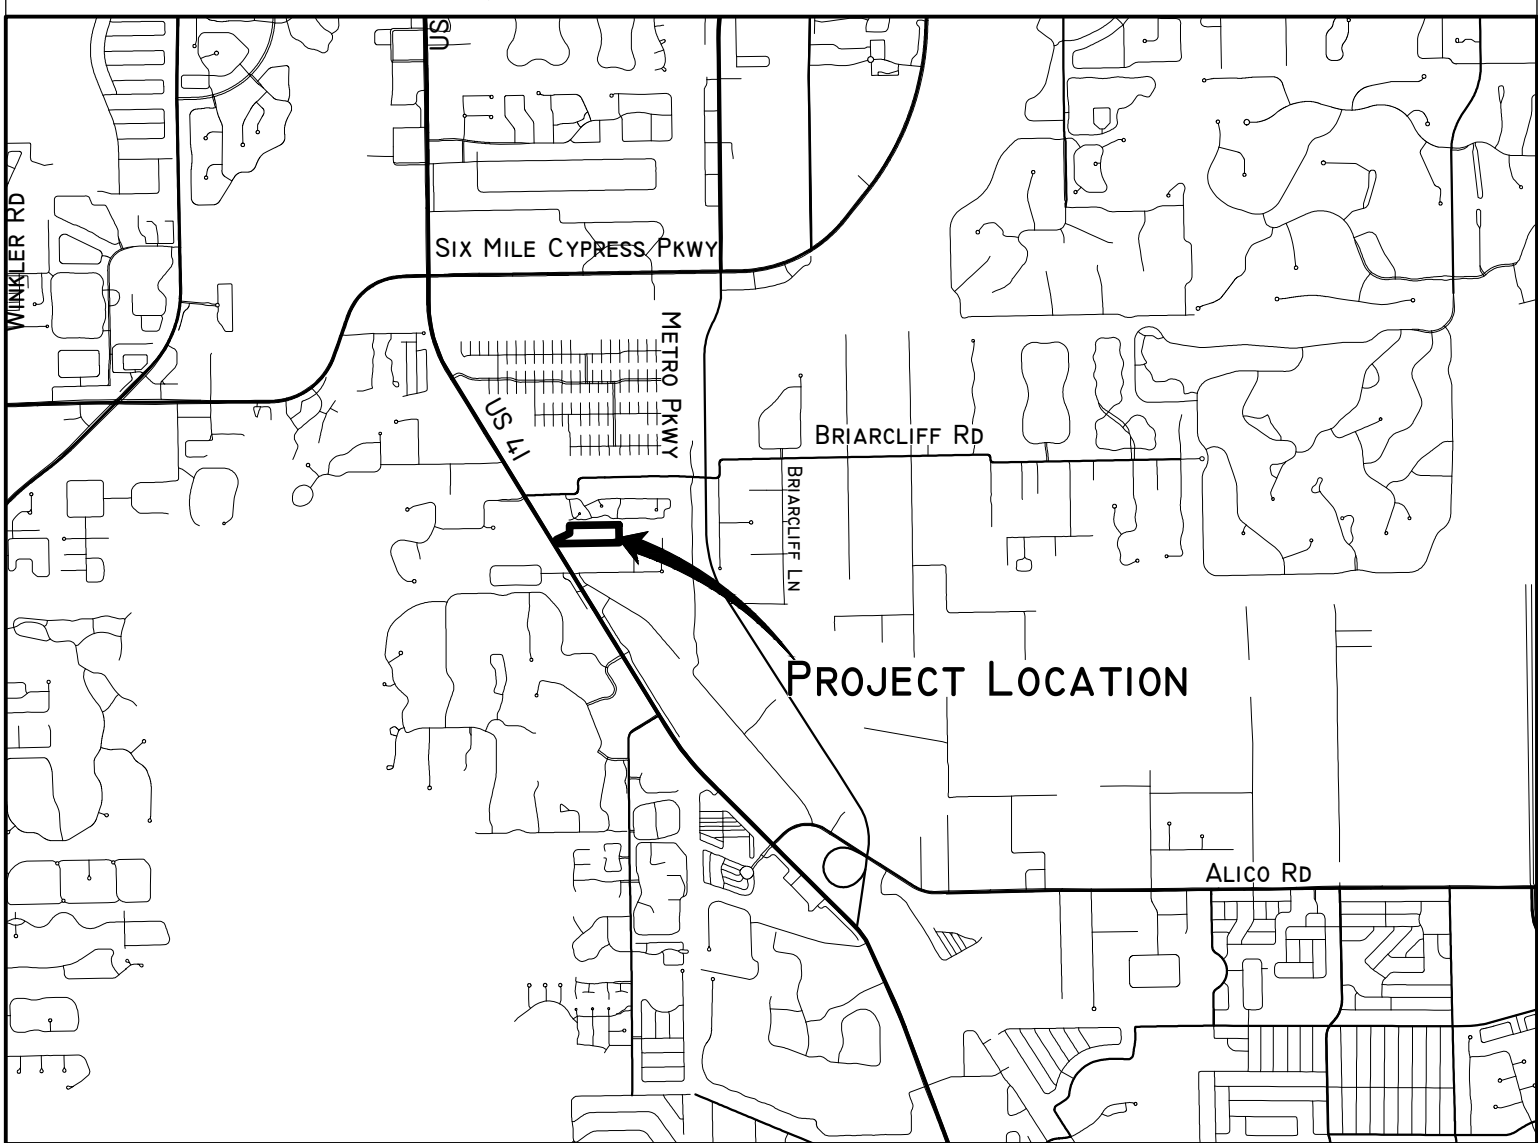 US
WINKLER RD
SIX MILE CYPRESS PKWY
METRO PKWY
US 41
BRIARCLIFF RD
BRIARCLIFF LN
PROJECT LOCATION
ALICO RD